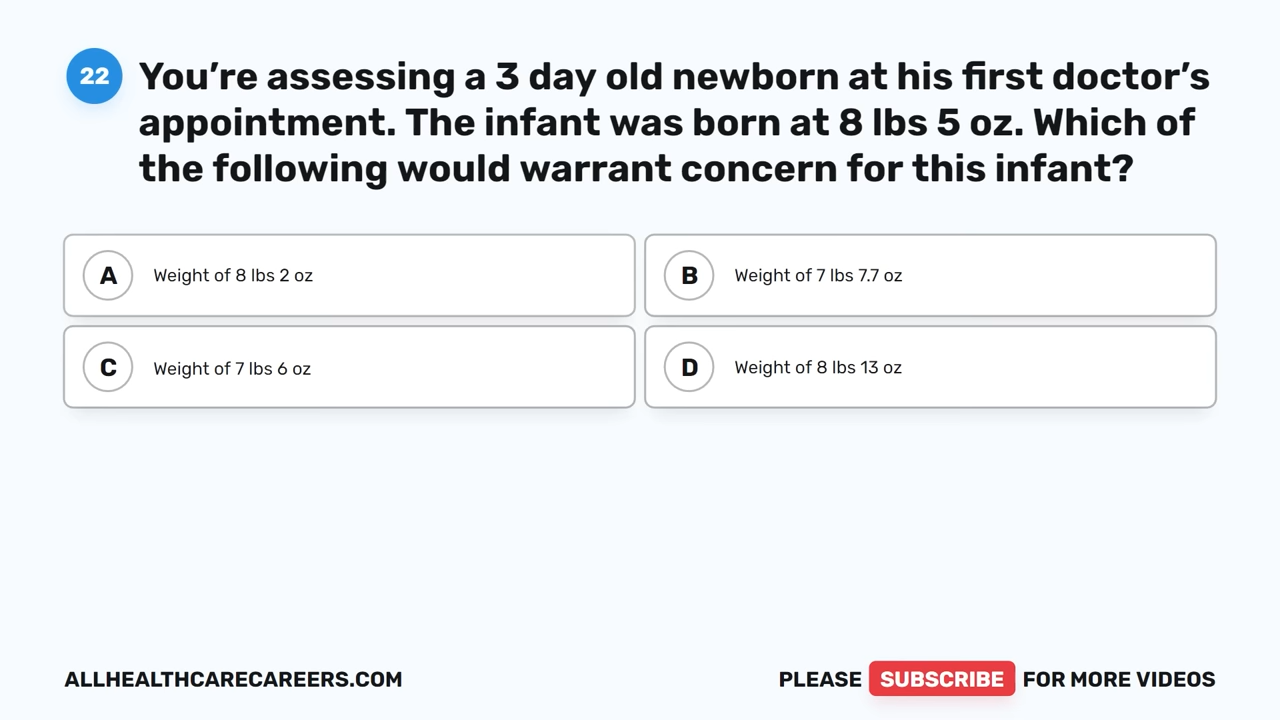 22
You’re assessing a 3 day old newborn at his first doctor’s
appointment. The infant was born at 8 lbs 5 oz. Which of
the following would warrant concern for this infant?
A Weight of 8 lbs 2 oz
B Weight of 7 lbs 7.7 oz
C Weight of 7 lbs 6 oz
D Weight of 8 lbs 13 oz
ALLHEALTHCARECAREERS.COM
PLEASE SUBSCRIBE FOR MORE VIDEOS